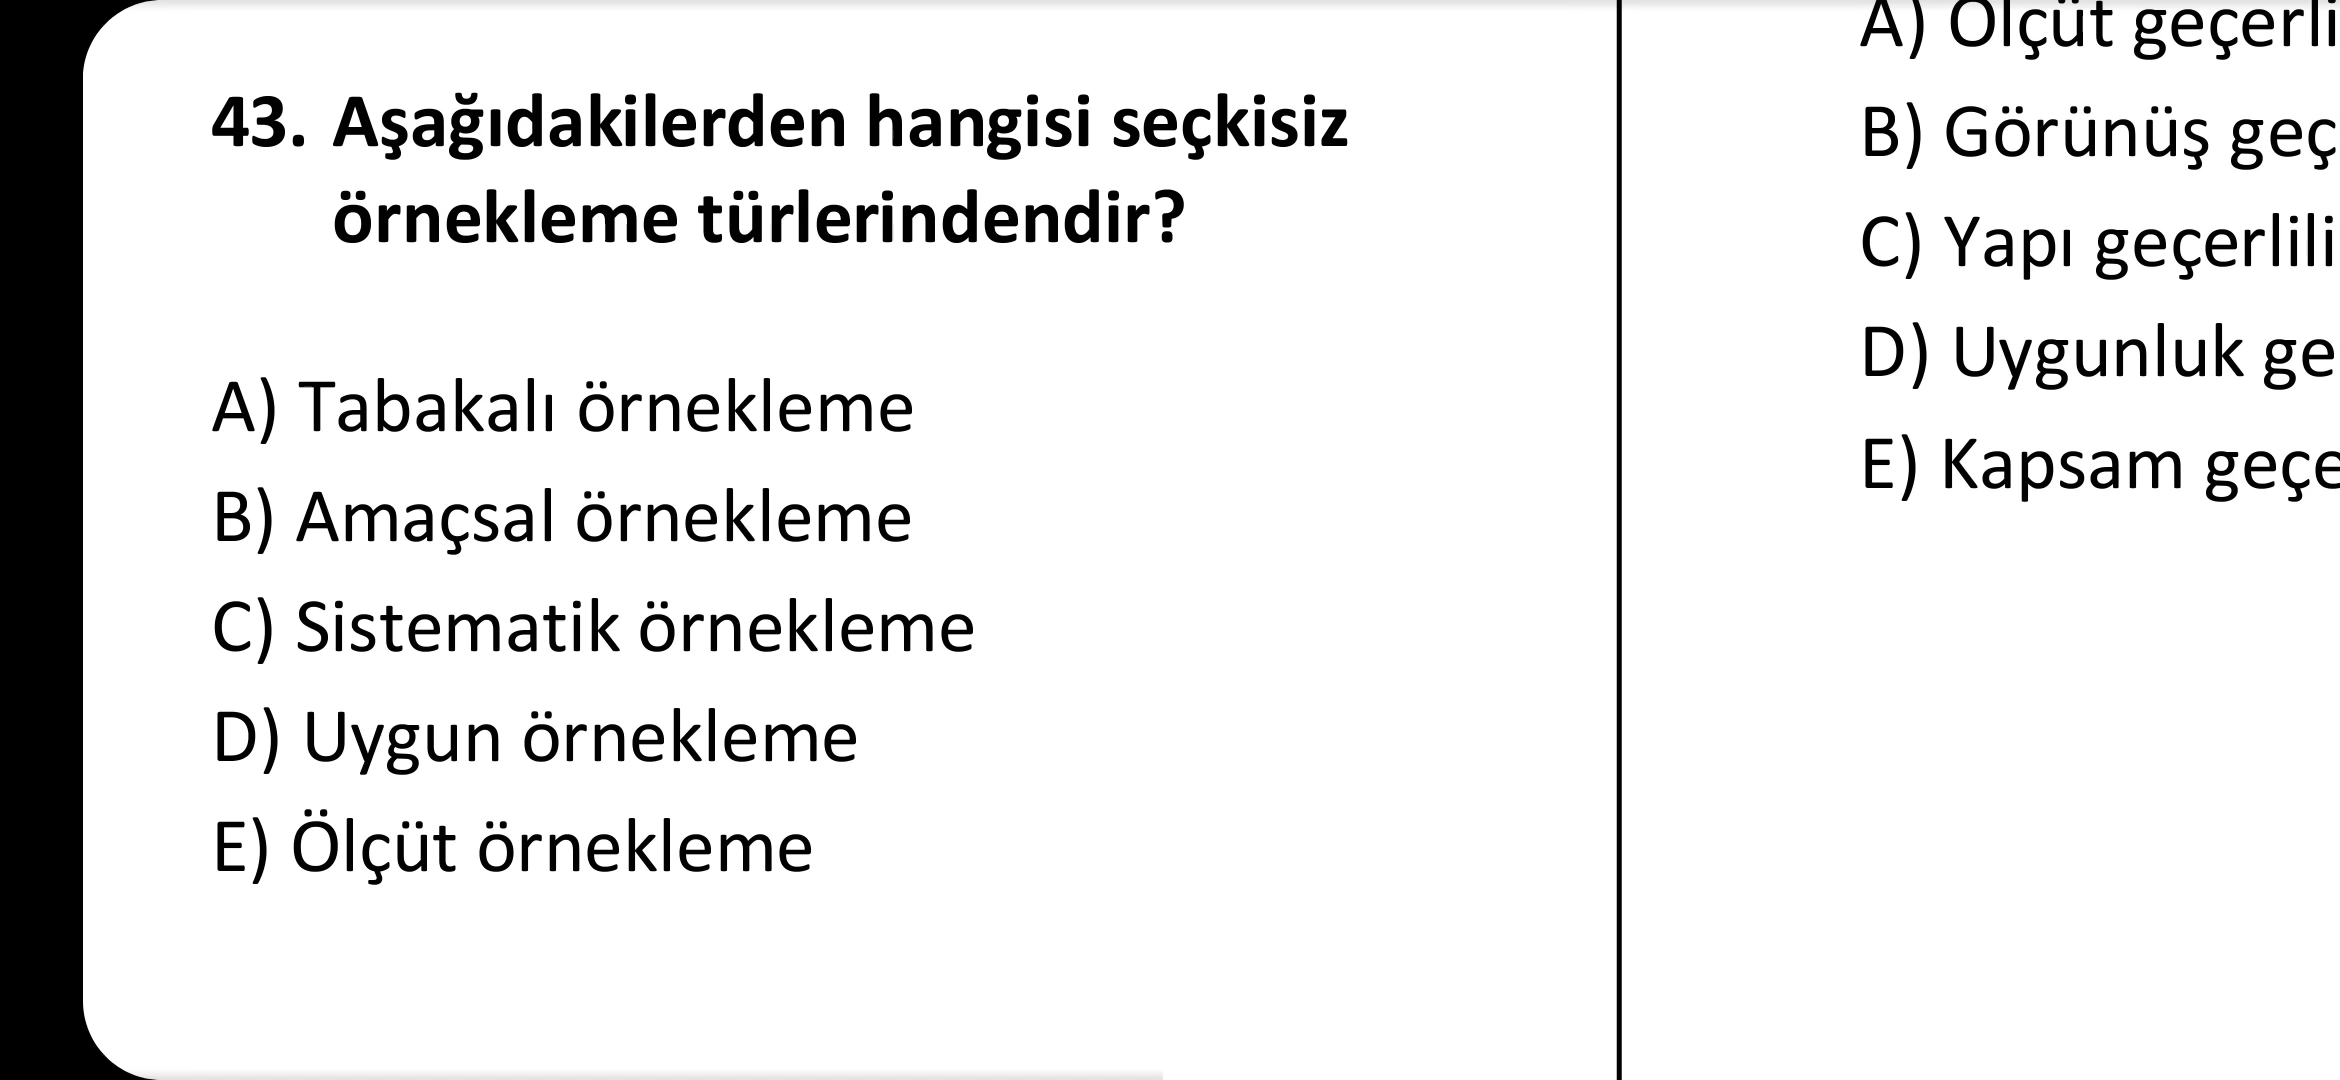 43. Aşağıdakilerden hangisi seçkisiz
örnekleme türlerindendir?
A) Tabakalı örnekleme
B) Amaçsal örnekleme
C) Sistematik örnekleme
D) Uygun örnekleme
E) Ölçüt örnekleme
A) Ölçüt geçerli
B) Görünüş geç
C) Yapı geçerlili
D) Uygunluk ge
E) Kapsam geçe